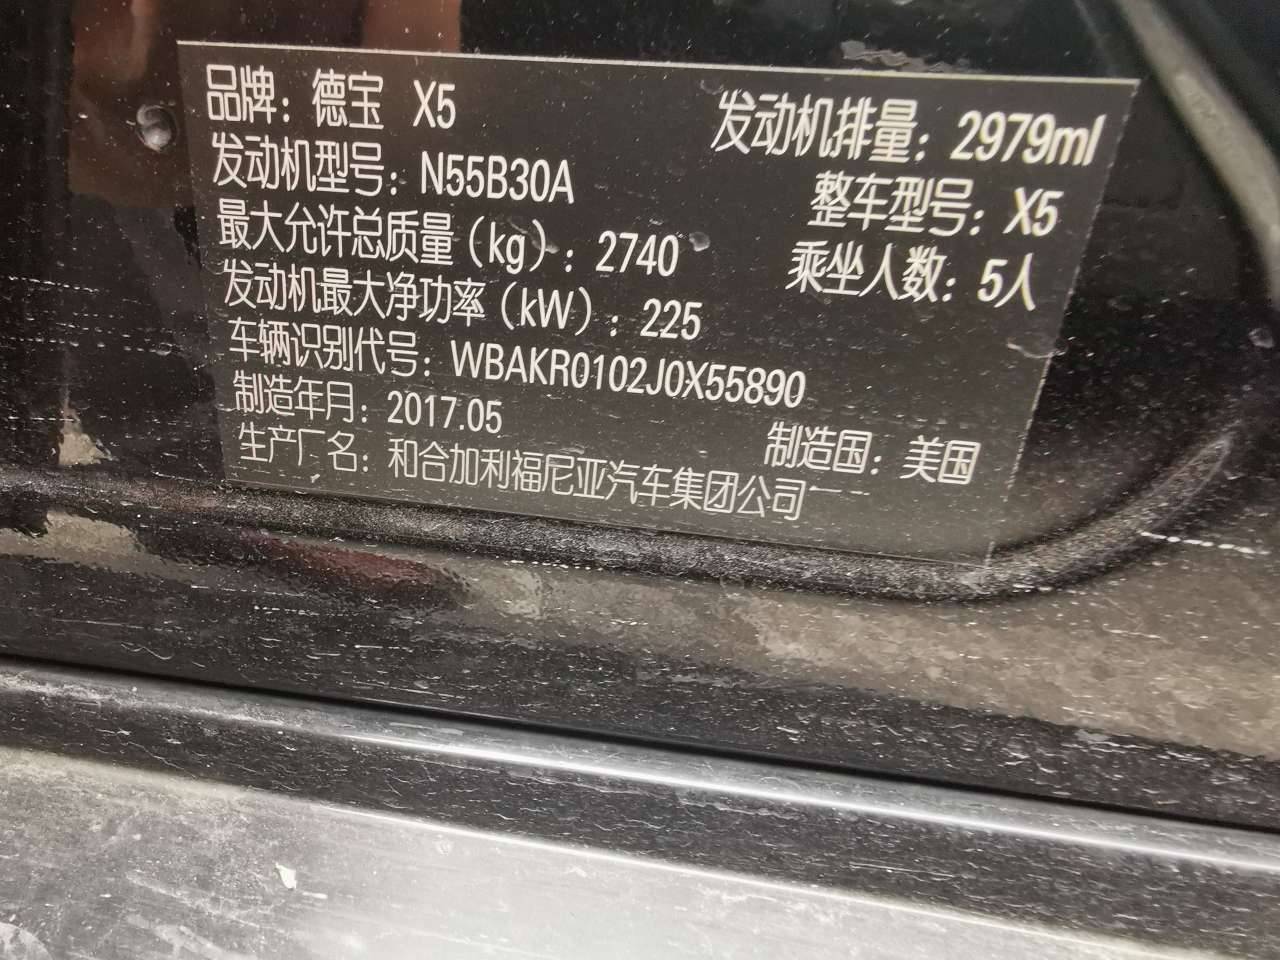 品牌：德宝 X5 发动机排量：2979ml
发动机型号：N55B30A 整车型号：X5
最大允许总质量（kg）：2740 乘坐人数：5人
发动机最大净功率（kW）：225
车辆识别代号：WBAKR0102J0X55890
制造年月：2017.05 制造国：美国
生产厂名：和合加利福尼亚汽车集团公司